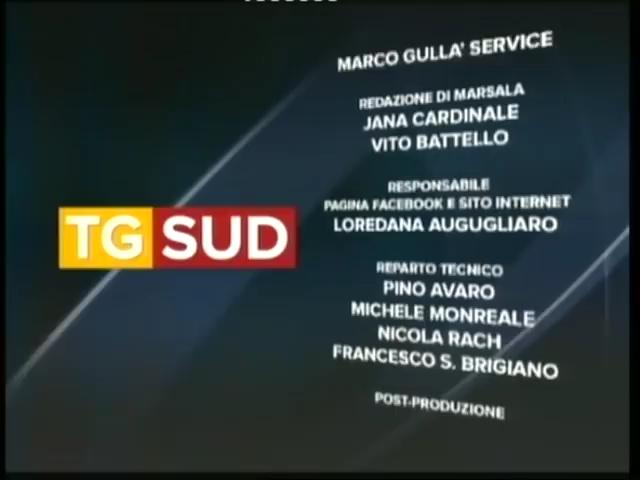 MARCO GULLA' SERVICE
REDAZIONE DI MARSALA
JANA CARDINALE
VITO BATTELLO
RESPONSABILE
PAGINA FACEBOOK E SITO INTERNET
LOREDANA AUGUGLIARO
TG SUD
REPARTO TECNICO
PINO AVARO
MICHELE MONREALE
NICOLA RACH
FRANCESCO S. BRIGIANO
POST-PRODUZIONE